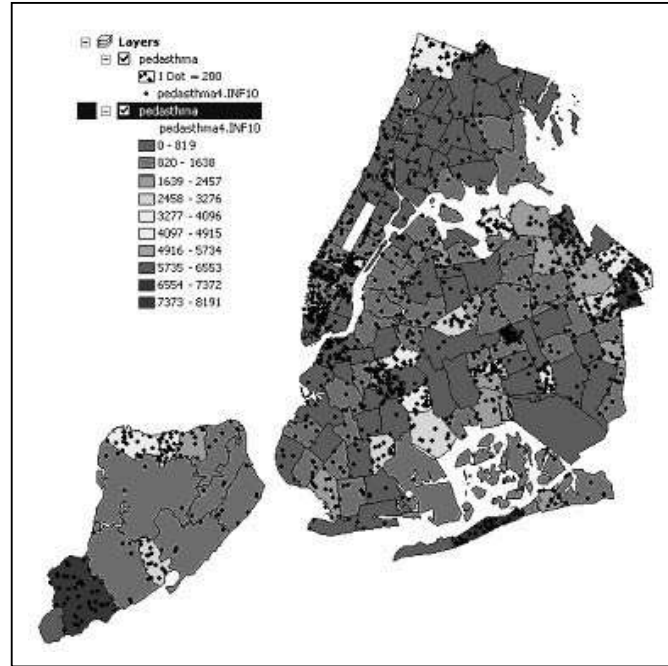 Layers
pedasthma
1 Dot = 200
pedasthma4.INF10
pedasthma
pedasthma4.INF10
0 - 819
820 - 1638
1639 - 2457
2458 - 3276
3277 - 4096
4097 - 4915
4916 - 5734
5735 - 6553
6554 - 7372
7373 - 8191